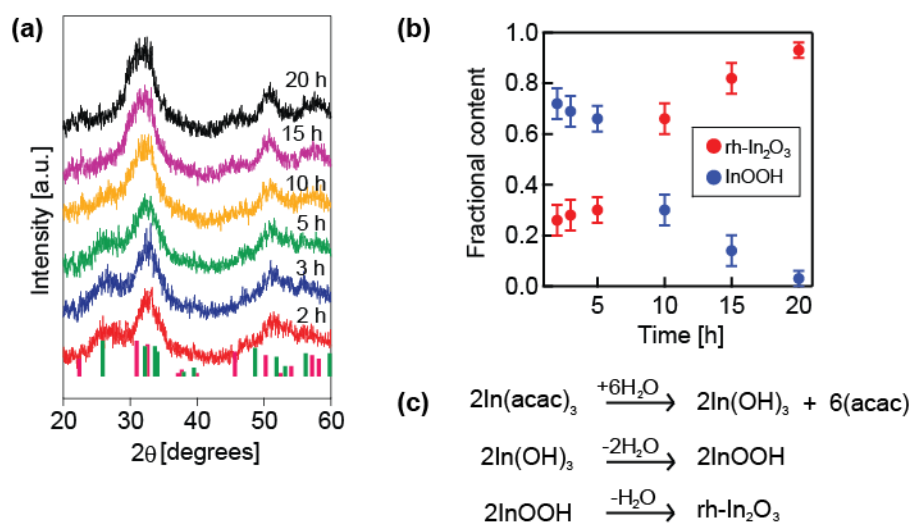 (a)
Intensity [a.u.]
20 h
15 h
10 h
5 h
3 h
2 h
20 30 40 50 60
2θ [degrees]
(b)
Fractional content
1.0
0.8
0.6
0.4
0.2
0.0
rh-In₂O₃
InOOH
5 10 15 20
Time [h]
(c)
2In(acac)₃ +6H₂O 2In(OH)₃ + 6(acac)
2In(OH)₃ -2H₂O 2InOOH
2InOOH -H₂O rh-In₂O₃